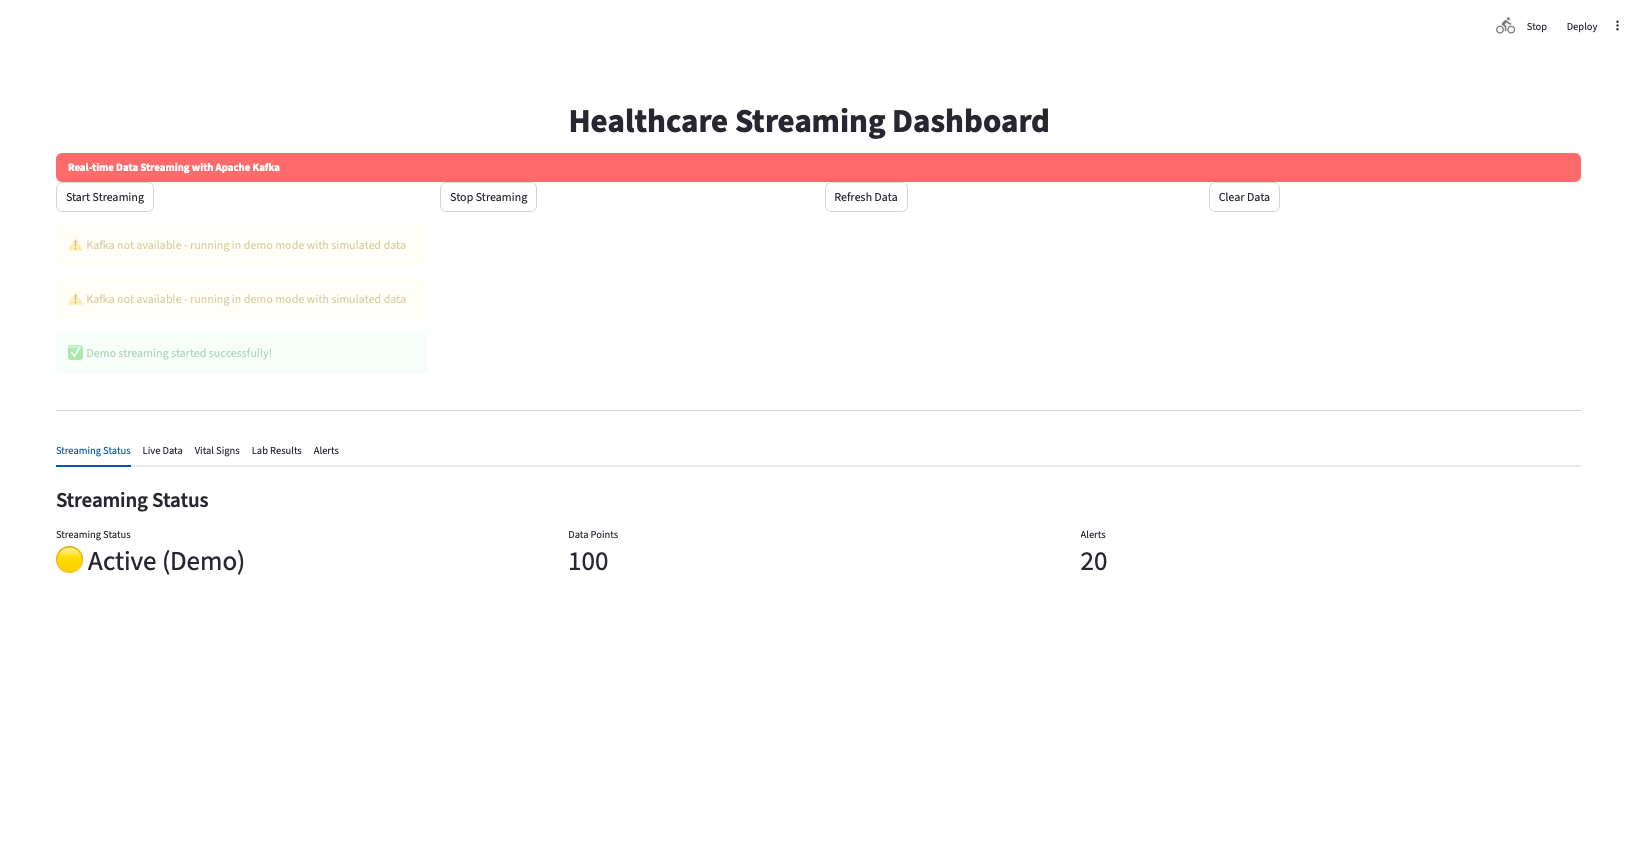 Stop Deploy
Healthcare Streaming Dashboard
Real-time Data Streaming with Apache Kafka
Start Streaming Stop Streaming Refresh Data Clear Data
⚠️ Kafka not available - running in demo mode with simulated data
⚠️ Kafka not available - running in demo mode with simulated data
✅ Demo streaming started successfully!
Streaming Status Live Data Vital Signs Lab Results Alerts
Streaming Status
Streaming Status Data Points Alerts
🟡 Active (Demo) 100 20